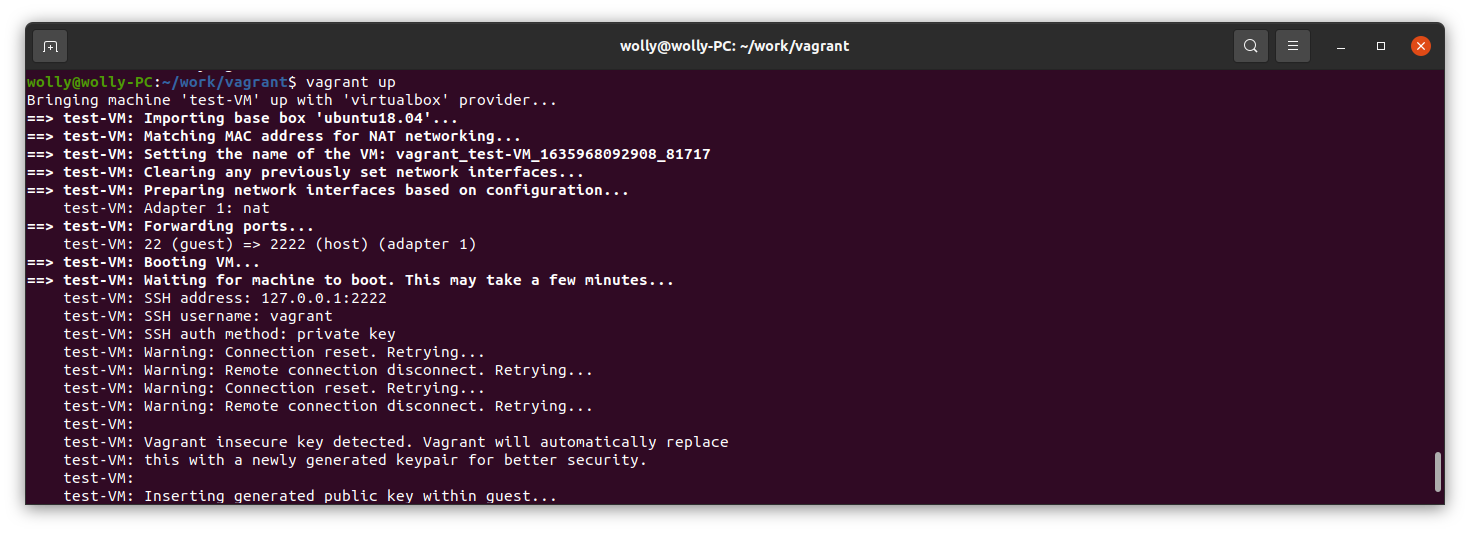 wolly@wolly-PC: ~/work/vagrant
wolly@wolly-PC:~/work/vagrant$ vagrant up
Bringing machine 'test-VM' up with 'virtualbox' provider...
==> test-VM: Importing base box 'ubuntu18.04'...
==> test-VM: Matching MAC address for NAT networking...
==> test-VM: Setting the name of the VM: vagrant_test-VM_1635968092908_81717
==> test-VM: Clearing any previously set network interfaces...
==> test-VM: Preparing network interfaces based on configuration...
    test-VM: Adapter 1: nat
==> test-VM: Forwarding ports...
    test-VM: 22 (guest) => 2222 (host) (adapter 1)
==> test-VM: Booting VM...
==> test-VM: Waiting for machine to boot. This may take a few minutes...
    test-VM: SSH address: 127.0.0.1:2222
    test-VM: SSH username: vagrant
    test-VM: SSH auth method: private key
    test-VM: Warning: Connection reset. Retrying...
    test-VM: Warning: Remote connection disconnect. Retrying...
    test-VM: Warning: Connection reset. Retrying...
    test-VM: Warning: Remote connection disconnect. Retrying...
    test-VM:
    test-VM: Vagrant insecure key detected. Vagrant will automatically replace
    test-VM: this with a newly generated keypair for better security.
    test-VM:
    test-VM: Inserting generated public key within guest...